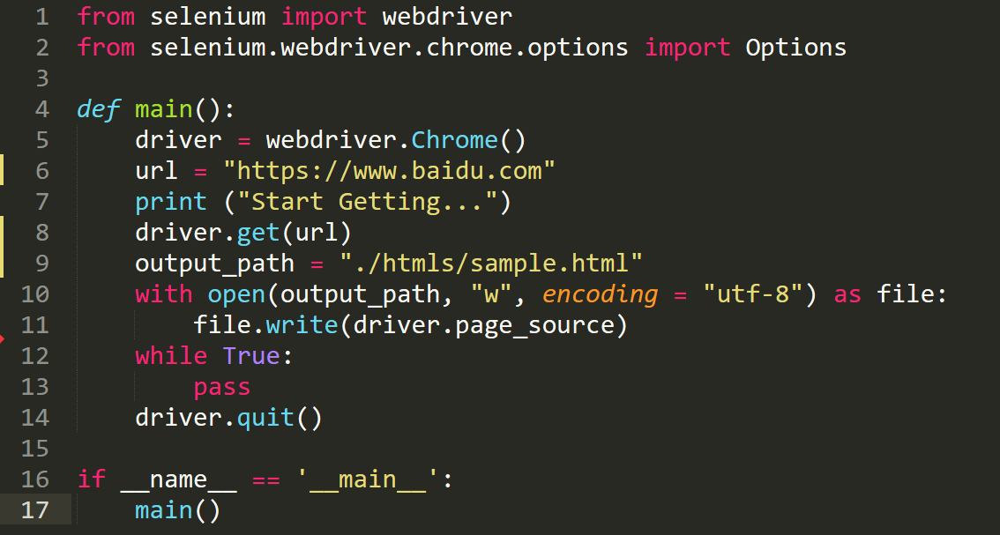 1 from selenium import webdriver
2 from selenium.webdriver.chrome.options import Options
3
4 def main():
5     driver = webdriver.Chrome()
6     url = "https://www.baidu.com"
7     print ("Start Getting...")
8     driver.get(url)
9     output_path = "./htmls/sample.html"
10     with open(output_path, "w", encoding = "utf-8") as file:
11         file.write(driver.page_source)
12     while True:
13         pass
14     driver.quit()
15
16 if __name__ == '__main__':
17     main()